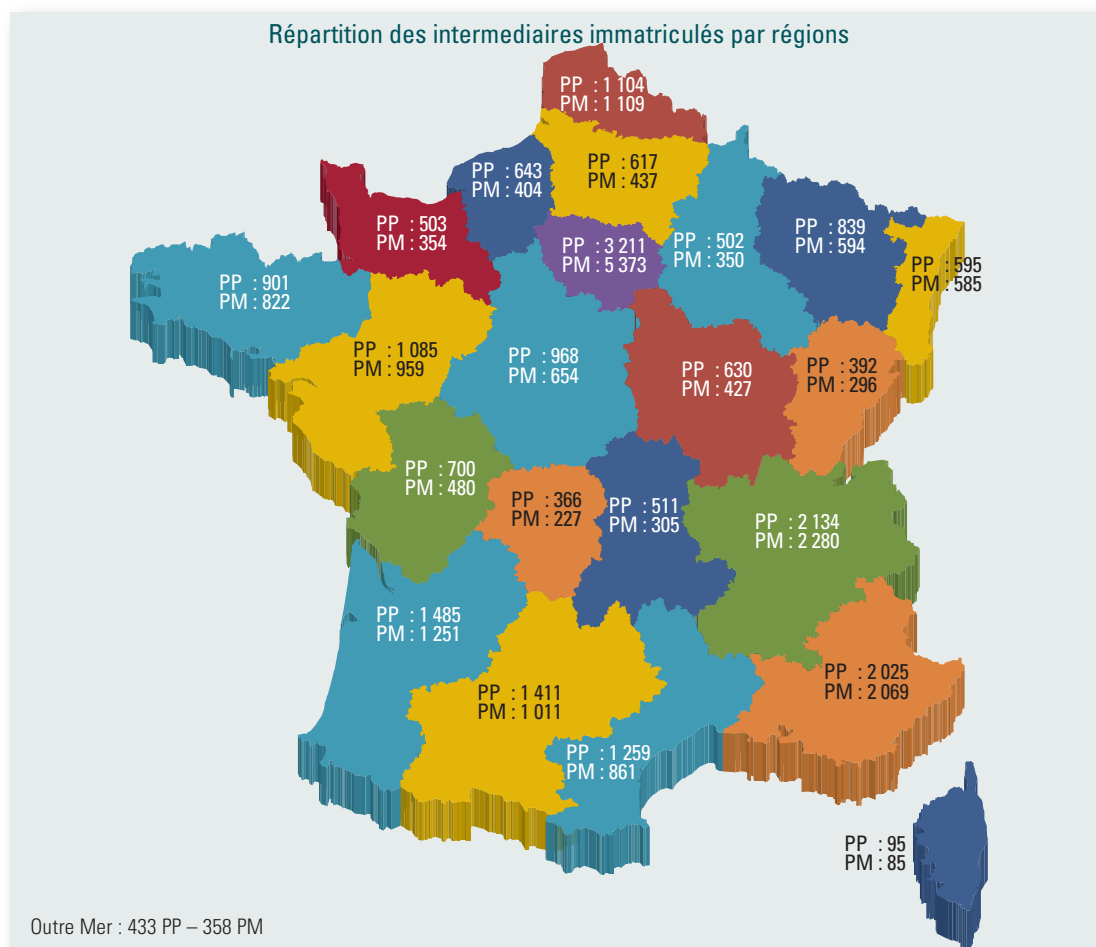 Répartition des intermediaires immatriculés par régions
PP : 1 104
PM : 1 109
PP : 617
PM : 437
PP : 643
PM : 404
PP : 503
PM : 354
PP : 3 211
PM : 5 373
PP : 502
PM : 350
PP : 839
PM : 594
PP : 595
PM : 585
PP : 901
PM : 822
PP : 1 085
PM : 959
PP : 968
PM : 654
PP : 630
PM : 427
PP : 392
PM : 296
PP : 700
PM : 480
PP : 366
PM : 227
PP : 511
PM : 305
PP : 2 134
PM : 2 280
PP : 1 485
PM : 1 251
PP : 1 411
PM : 1 011
PP : 2 025
PM : 2 069
PP : 1 259
PM : 861
PP : 95
PM : 85
Outre Mer : 433 PP – 358 PM